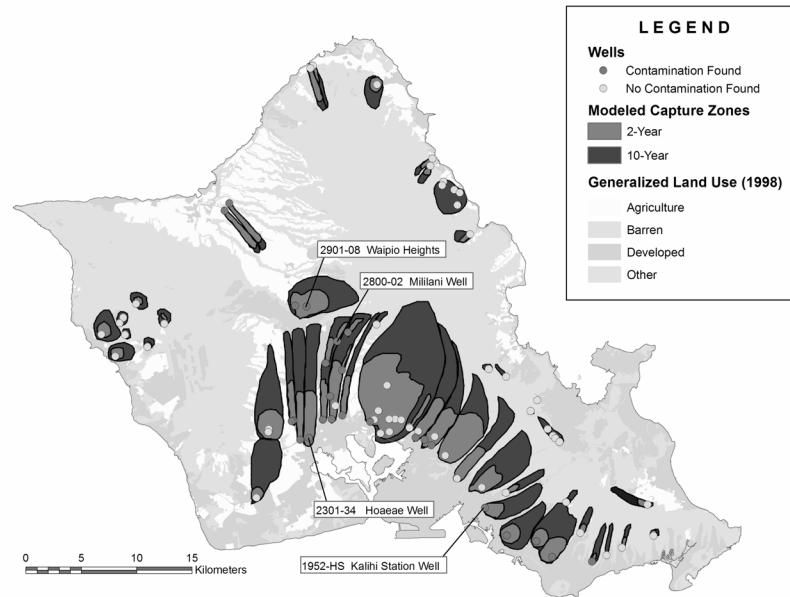 LEGEND
Wells
Contamination Found
No Contamination Found
Modeled Capture Zones
2-Year
10-Year
Generalized Land Use (1998)
Agriculture
Barren
Developed
Other
2901-08 Waipio Heights
2800-02 Mililani Well
2301-34 Hoaeae Well
1952-HS Kalihi Station Well
0 5 10 15
Kilometers